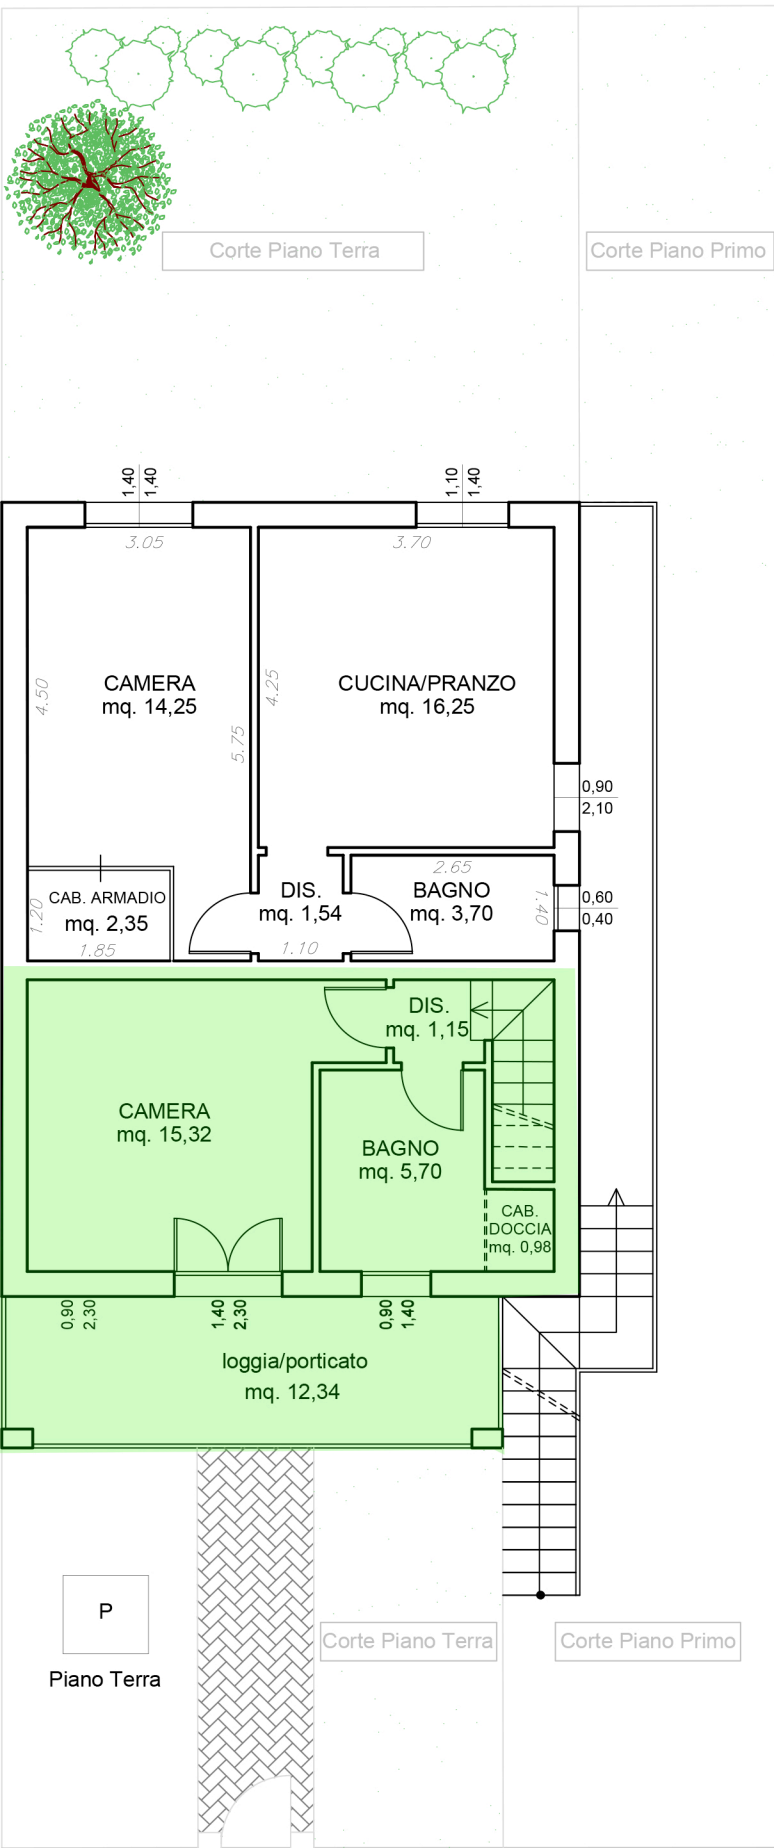 Corte Piano Terra
Corte Piano Primo
1,40
1,40
1,10
1,40
3.05
3.70
4.50
CAMERA
mq. 14,25
5.75
4.25
CUCINA/PRANZO
mq. 16,25
0,90
2,10
CAB. ARMADIO
mq. 2,35
1.20
1.85
DIS.
mq. 1,54
1.10
2.65
BAGNO
mq. 3,70
1.40
0,60
0,40
DIS.
mq. 1,15
CAMERA
mq. 15,32
BAGNO
mq. 5,70
CAB.
DOCCIA
mq. 0,98
0,90
2,30
1,40
2,30
0,90
1,40
loggia/porticato
mq. 12,34
P
Piano Terra
Corte Piano Terra
Corte Piano Primo